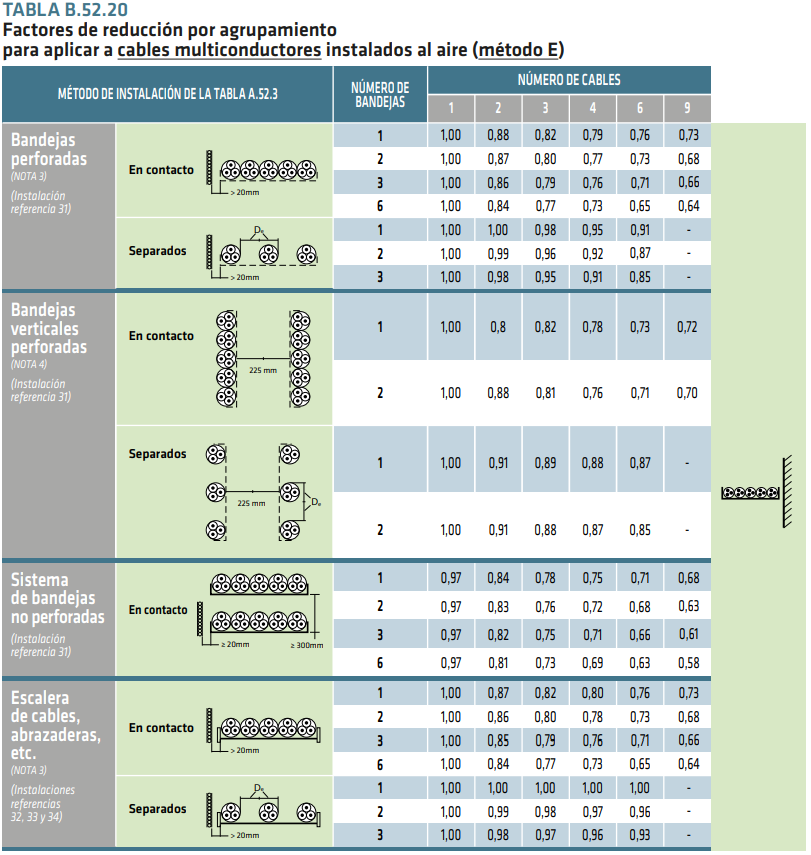 TABLA B.52.20
Factores de reducción por agrupamiento
para aplicar a cables multiconductores instalados al aire (método E)
MÉTODO DE INSTALACIÓN DE LA TABLA A.52.3
NÚMERO DE
BANDEJAS
NÚMERO DE CABLES
1 2 3 4 6 9
Bandejas
perforadas
(NOTA 3)
(Instalación
referencia 31)
En contacto
> 20mm
1 1,00 0,88 0,82 0,79 0,76 0,73
2 1,00 0,87 0,80 0,77 0,73 0,68
3 1,00 0,86 0,79 0,76 0,71 0,66
6 1,00 0,84 0,77 0,73 0,65 0,64
Separados
De
> 20mm
1 1,00 1,00 0,98 0,95 0,91 -
2 1,00 0,99 0,96 0,92 0,87 -
3 1,00 0,98 0,95 0,91 0,85 -
Bandejas
verticales
perforadas
(NOTA 4)
(Instalación
referencia 31)
En contacto
225 mm
1 1,00 0,8 0,82 0,78 0,73 0,72
2 1,00 0,88 0,81 0,76 0,71 0,70
Separados
225 mm
De
1 1,00 0,91 0,89 0,88 0,87 -
2 1,00 0,91 0,88 0,87 0,85 -
Sistema
de bandejas
no perforadas
(Instalación
referencia 31)
En contacto
≥ 20mm
≥ 300mm
1 0,97 0,84 0,78 0,75 0,71 0,68
2 0,97 0,83 0,76 0,72 0,68 0,63
3 0,97 0,82 0,75 0,71 0,66 0,61
6 0,97 0,81 0,73 0,69 0,63 0,58
Escalera
de cables,
abrazaderas,
etc.
(NOTA 3)
(Instalaciones
referencias
32, 33 y 34)
En contacto
> 20mm
1 1,00 0,87 0,82 0,80 0,76 0,73
2 1,00 0,86 0,80 0,78 0,73 0,68
3 1,00 0,85 0,79 0,76 0,71 0,66
6 1,00 0,84 0,77 0,73 0,65 0,64
Separados
De
> 20mm
1 1,00 1,00 1,00 1,00 1,00 -
2 1,00 0,99 0,98 0,97 0,96 -
3 1,00 0,98 0,97 0,96 0,93 -